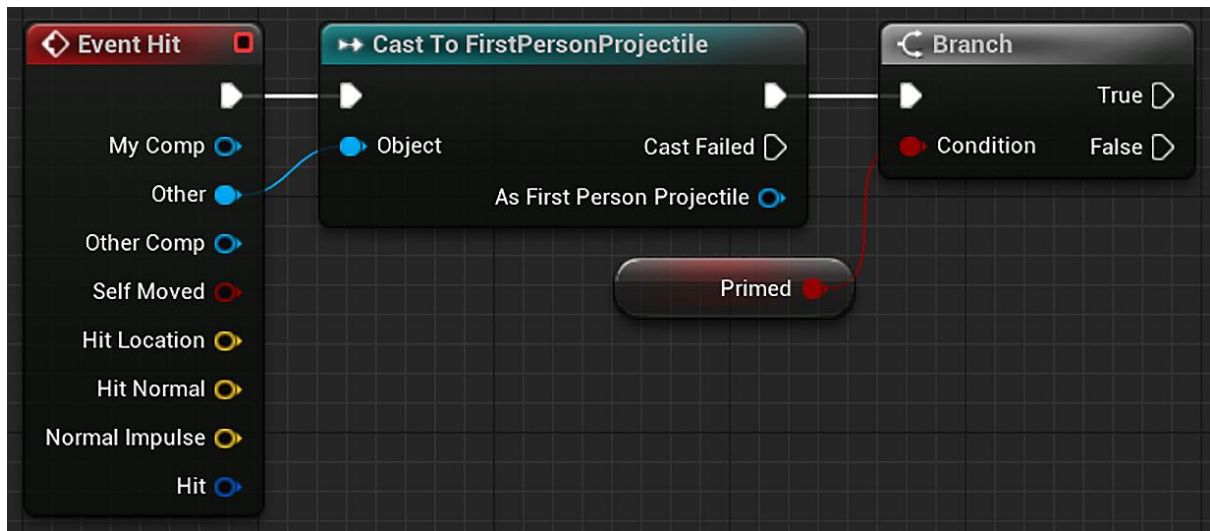 Event Hit
My Comp
Other
Other Comp
Self Moved
Hit Location
Hit Normal
Normal Impulse
Hit
Cast To FirstPersonProjectile
Object
Cast Failed
As First Person Projectile
Primed
Branch
True
Condition
False